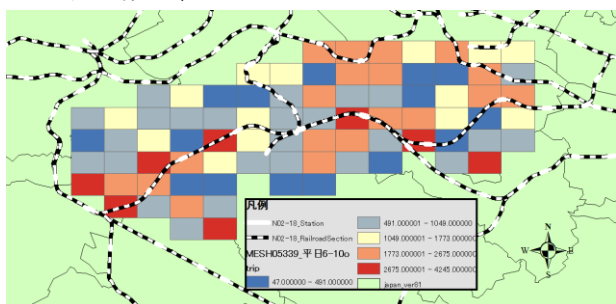 凡例
N02-18_Station
N02-18_RailroadSection
MESH05339_平日6-10o
trip
47.000000 - 491.000000
491.000001 - 1049.000000
1049.000001 - 1773.000000
1773.000001 - 2675.000000
2675.000001 - 4245.000000
japan_ver81
N
W
E
S